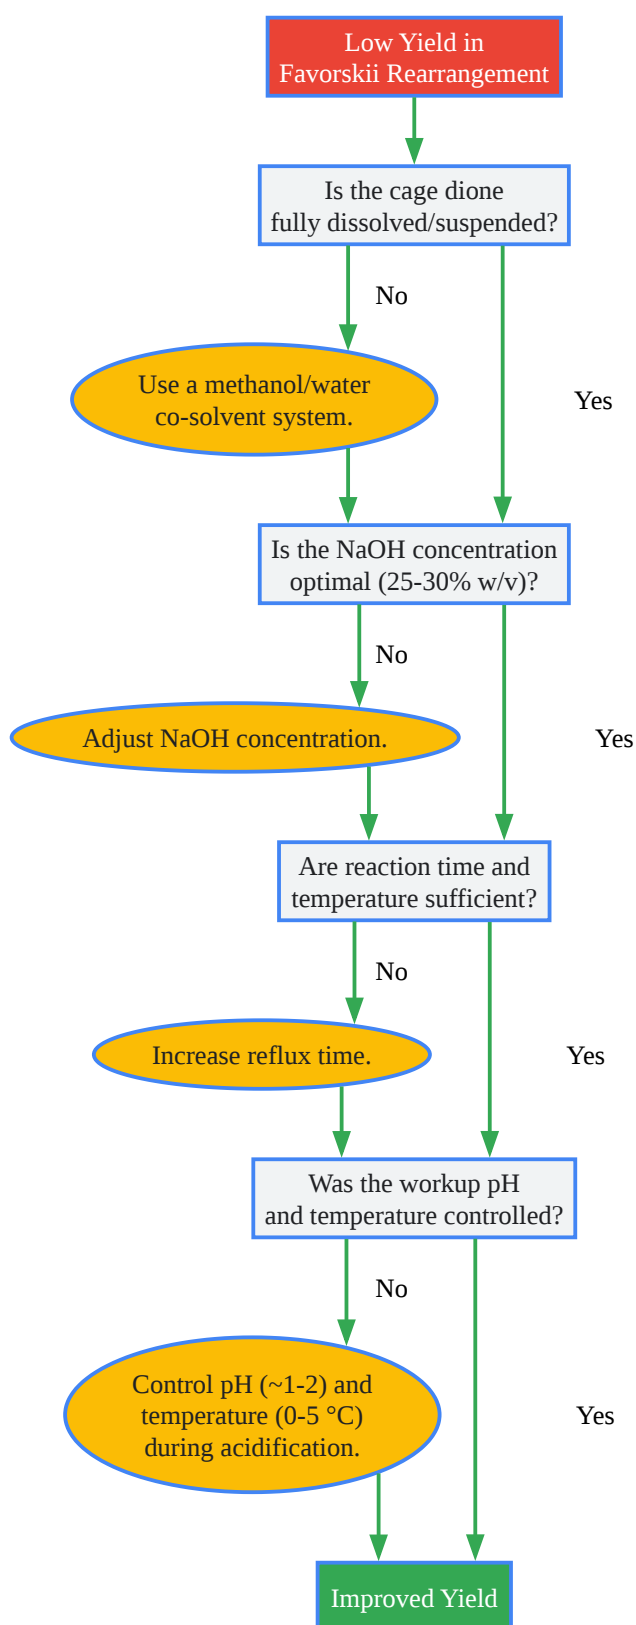 Low Yield in
Favorskii Rearrangement
Is the cage dione
fully dissolved/suspended?
No
Use a methanol/water
co-solvent system.
Yes
Is the NaOH concentration
optimal (25-30% w/v)?
No
Adjust NaOH concentration.
Yes
Are reaction time and
temperature sufficient?
No
Increase reflux time.
Yes
Was the workup pH
and temperature controlled?
No
Control pH (~1-2) and
temperature (0-5 °C)
during acidification.
Yes
Improved Yield